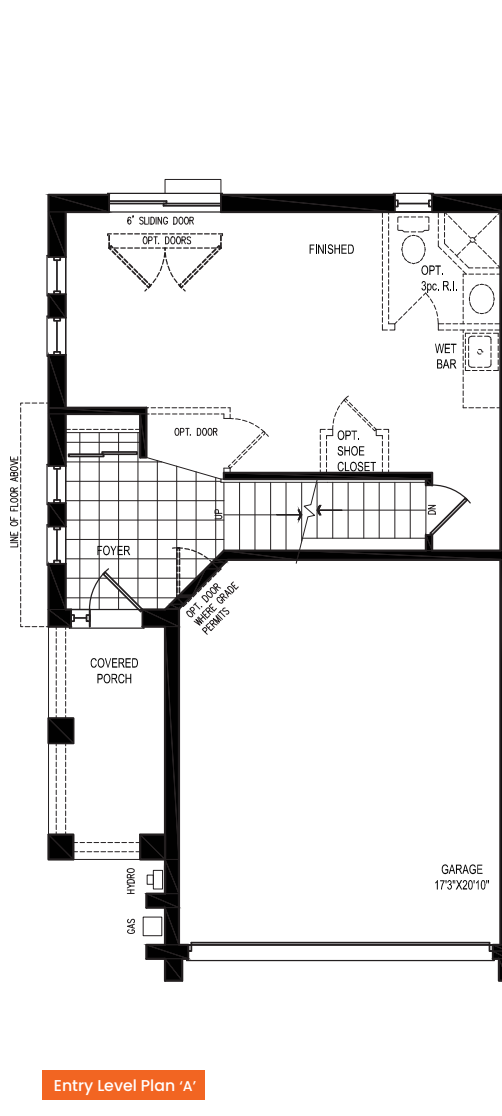 6' SLIDING DOOR
OPT. DOORS
FINISHED
OPT.
3pc. R.I.
WET
BAR
OPT. DOOR
OPT.
SHOE
CLOSET
LINE OF FLOOR ABOVE
UP
DN
FOYER
OPT. DOOR
WHERE GRADE
PERMITS
COVERED
PORCH
HYDRO
GARAGE
17'3"X20'10"
GAS
Entry Level Plan ‘A’